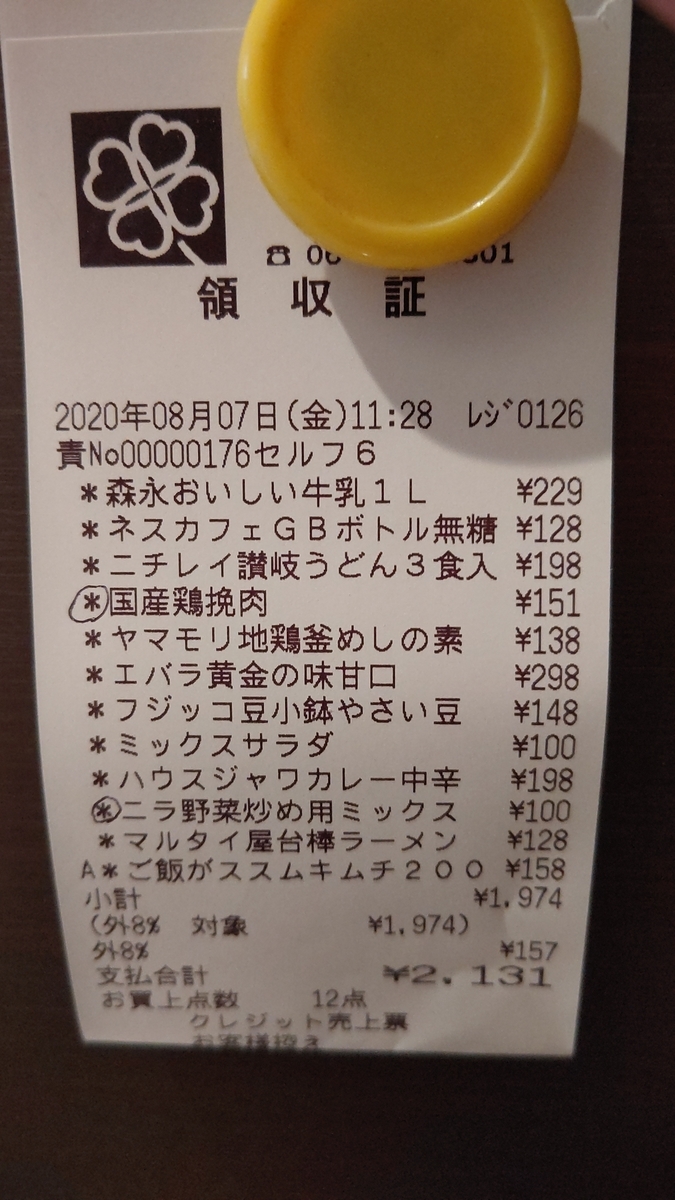 領収証
2020年08月07日(金)11:28 ﾚｼﾞ0126
責No00000176セルフ6
*森永おいしい牛乳1L ¥229
*ネスカフェGBボトル無糖 ¥128
*ニチレイ讃岐うどん3食入 ¥198
*国産鶏挽肉 ¥151
*ヤマモリ地鶏釜めしの素 ¥138
*エバラ黄金の味甘口 ¥298
*フジッコ豆小鉢やさい豆 ¥148
*ミックスサラダ ¥100
*ハウスジャワカレー中辛 ¥198
*ニラ野菜炒め用ミックス ¥100
*マルタイ屋台棒ラーメン ¥128
A*ご飯がススムキムチ200 ¥158
小計 ¥1,974
(外8% 対象 ¥1,974)
外8% ¥157
支払合計 ¥2,131
お買上点数 12点
クレジット売上票
お客様控え